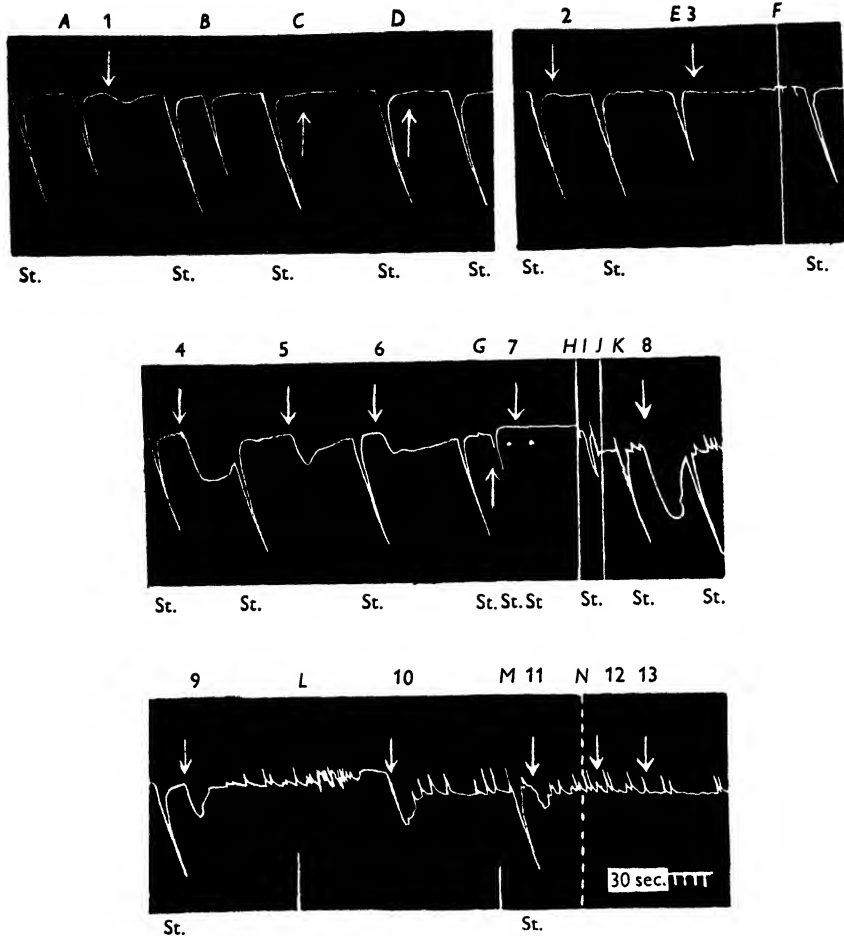 A 1 B C D 2 E 3 F
St. St. St. St. St. St. St. St.
4 5 6 G 7 H I J K 8
St. St. St. St. St. St St. St. St.
9 L 10 M 11 N 12 13
30 sec.
St. St.